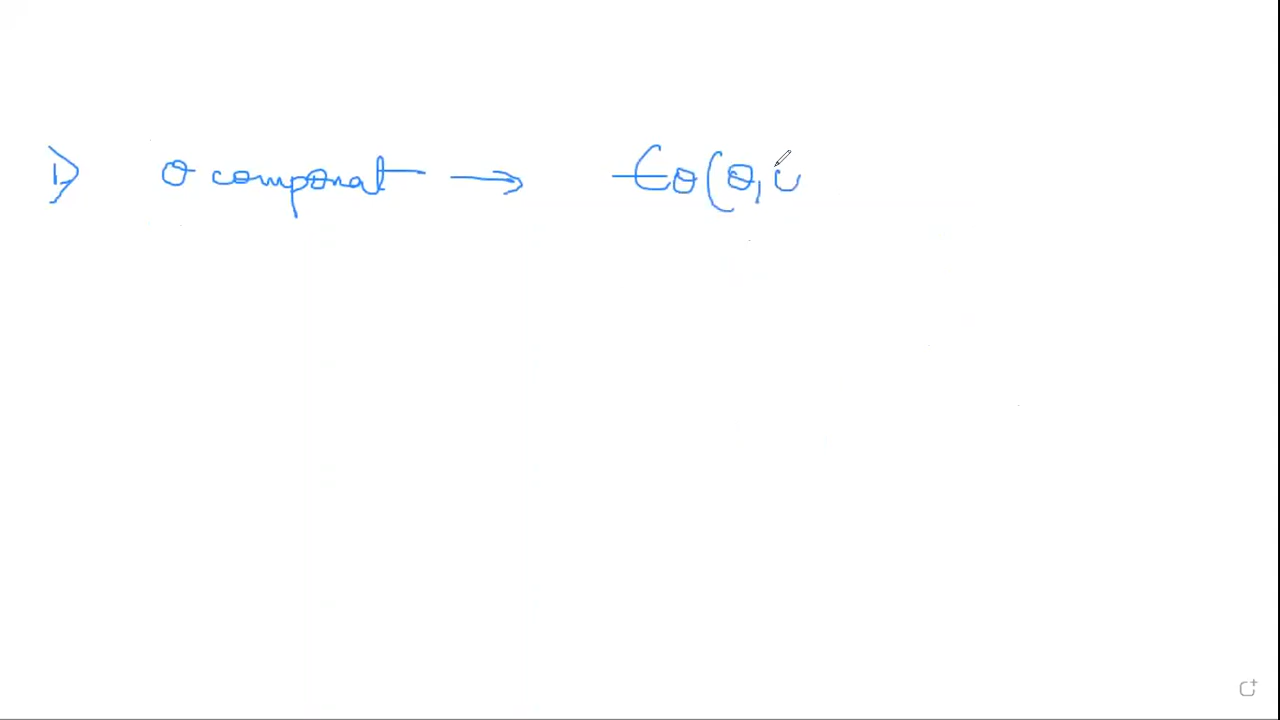 1) θ component → Eθ(θ,